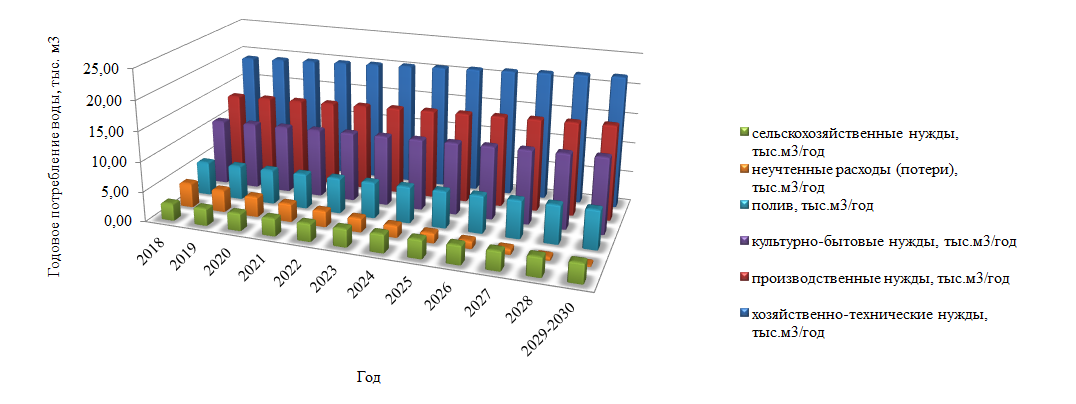 Годовое потребление воды, тыс. м3
25,00
20,00
15,00
10,00
5,00
0,00
2018
2019
2020
2021
2022
2023
2024
2025
2026
2027
2028
2029-2030
Год
сельскохозяйственные нужды,
тыс.м3/год
неучтенные расходы (потери),
тыс.м3/год
полив, тыс.м3/год
культурно-бытовые нужды, тыс.м3/год
производственные нужды, тыс.м3/год
хозяйственно-технические нужды,
тыс.м3/год